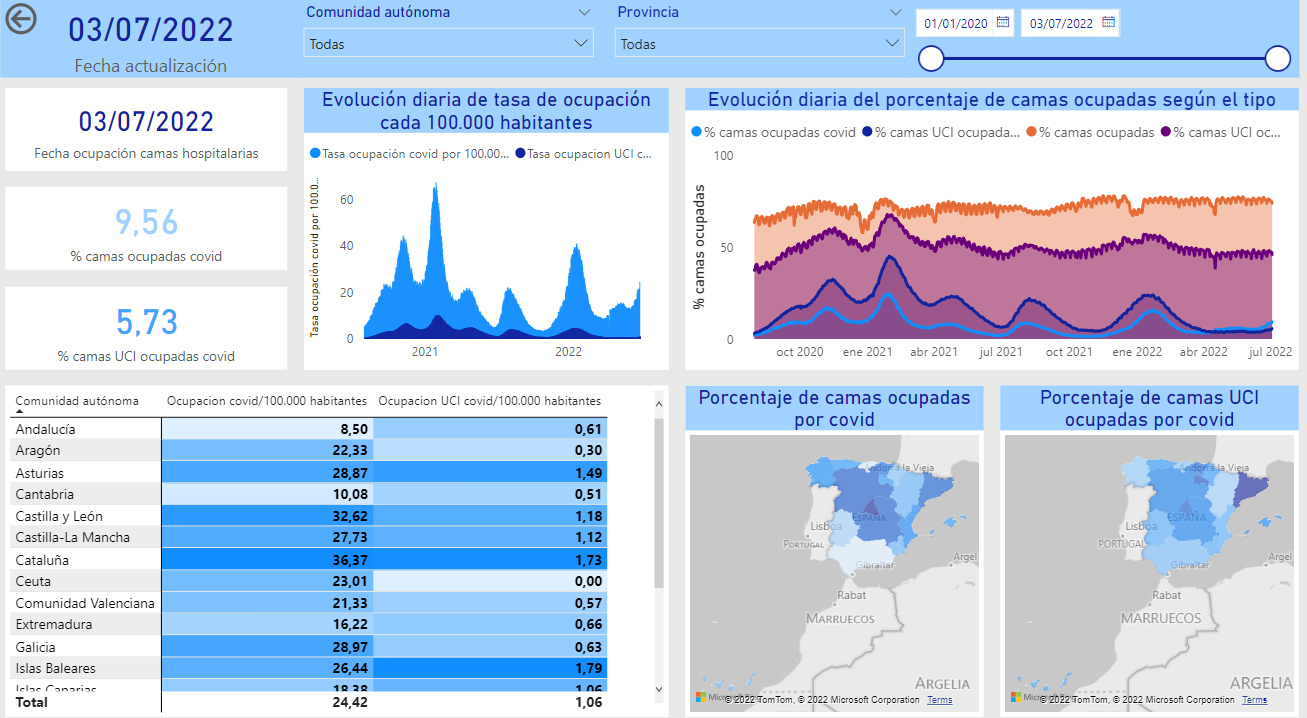 03/07/2022
Fecha actualización
Comunidad autónoma
Todas
Provincia
Todas
01/01/2020 03/07/2022
03/07/2022
Fecha ocupación camas hospitalarias
9,56
% camas ocupadas covid
5,73
% camas UCI ocupadas covid
Evolución diaria de tasa de ocupación
cada 100.000 habitantes
Tasa ocupación covid por 100.00... Tasa ocupacion UCI c...
Tasa ocupación covid por 100.0...
60
40
20
0
2021 2022
Evolución diaria del porcentaje de camas ocupadas según el tipo
% camas ocupadas covid % camas UCI ocupada... % camas ocupadas % camas UCI oc...
% camas ocupadas
100
50
0
oct 2020 ene 2021 abr 2021 jul 2021 oct 2021 ene 2022 abr 2022 jul 2022
Comunidad autónoma Ocupacion covid/100.000 habitantes Ocupacion UCI covid/100.000 habitantes
Andalucía 8,50 0,61
Aragón 22,33 0,30
Asturias 28,87 1,49
Cantabria 10,08 0,51
Castilla y León 32,62 1,18
Castilla-La Mancha 27,73 1,12
Cataluña 36,37 1,73
Ceuta 23,01 0,00
Comunidad Valenciana 21,33 0,57
Extremadura 16,22 0,66
Galicia 28,97 0,63
Islas Baleares 26,44 1,79
Islas Canarias 18,38 1,06
Total 24,42 1,06
Porcentaje de camas ocupadas
por covid
Andorra la Vieja
ESPAÑA
Lisboa
PORTUGAL
Gibraltar
Argel
Rabat
MARRUECOS
ARGELIA
© 2022 TomTom, © 2022 Microsoft Corporation Terms
Porcentaje de camas UCI
ocupadas por covid
Andorra la Vieja
ESPAÑA
Lisboa
PORTUGAL
Gibraltar
Argel
Rabat
MARRUECOS
ARGELIA
© 2022 TomTom, © 2022 Microsoft Corporation Terms